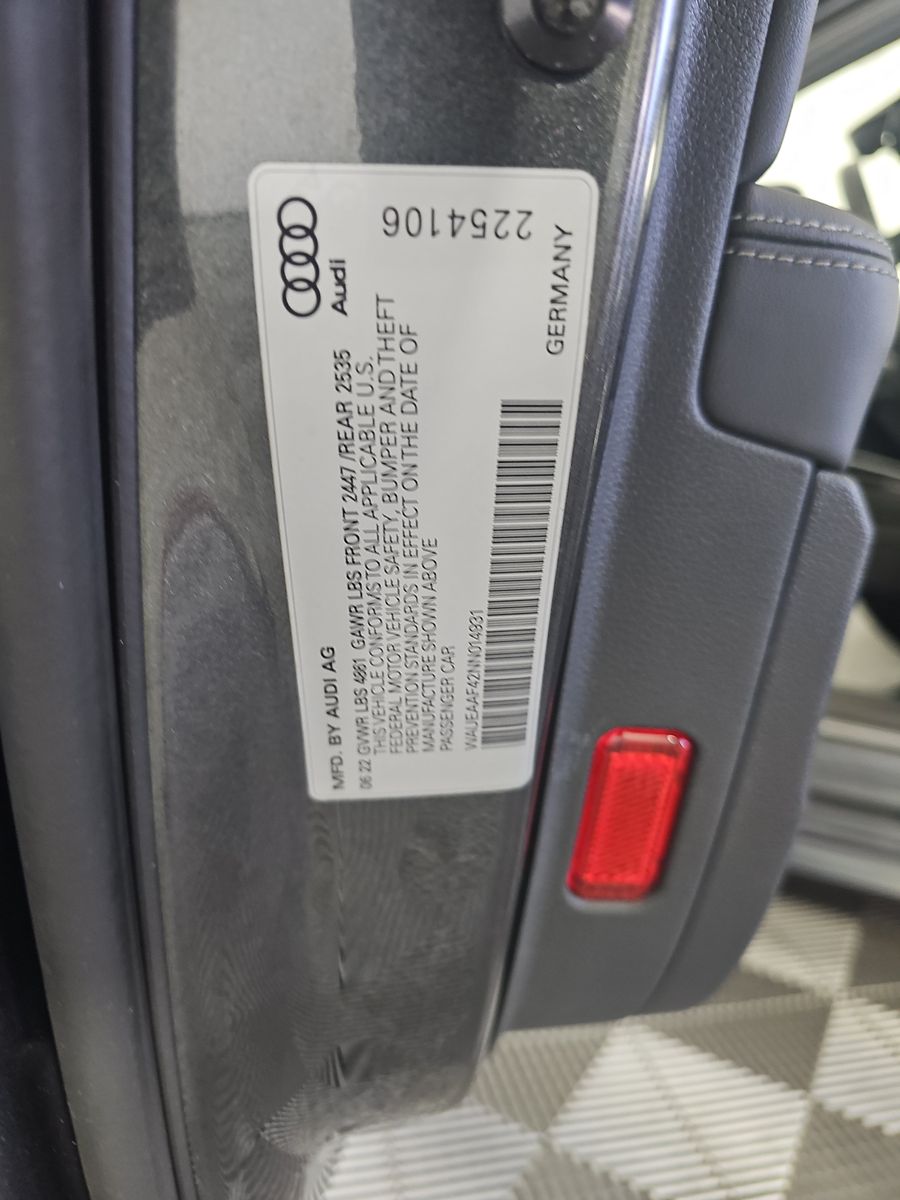 Audi
MFD. BY AUDI AG
06 22 GVWR LBS 4861 GAWR LBS FRONT 2447 /REAR 2535
THIS VEHICLE CONFORMS TO ALL APPLICABLE U.S.
FEDERAL MOTOR VEHICLE SAFETY, BUMPER AND THEFT
PREVENTION STANDARDS IN EFFECT ON THE DATE OF
MANUFACTURE SHOWN ABOVE
PASSENGER CAR
WAUEAAF42NN014931
2254106
GERMANY